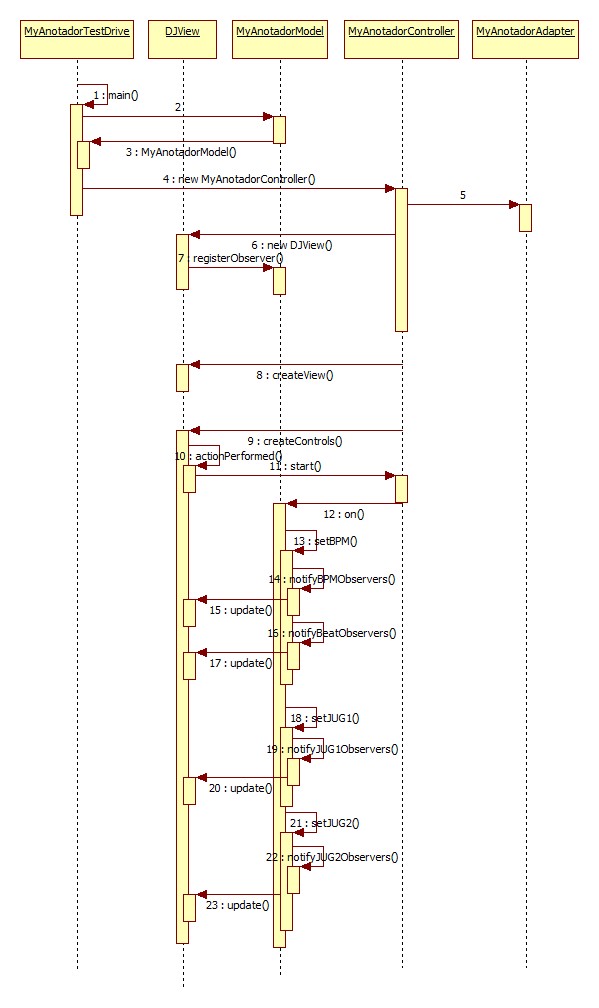 MyAnotadorTestDrive
DJView
MyAnotadorModel
MyAnotadorController
MyAnotadorAdapter
1 : main()
2
3 : MyAnotadorModel()
4 : new MyAnotadorController()
5
6 : new DJView()
7 : registerObserver()
8 : createView()
9 : createControls()
10 : actionPerformed()
11 : start()
12 : on()
13 : setBPM()
14 : notifyBPMObservers()
15 : update()
16 : notifyBeatObservers()
17 : update()
18 : setJUG1()
19 : notifyJUG1Observers()
20 : update()
21 : setJUG2()
22 : notifyJUG2Observers()
23 : update()